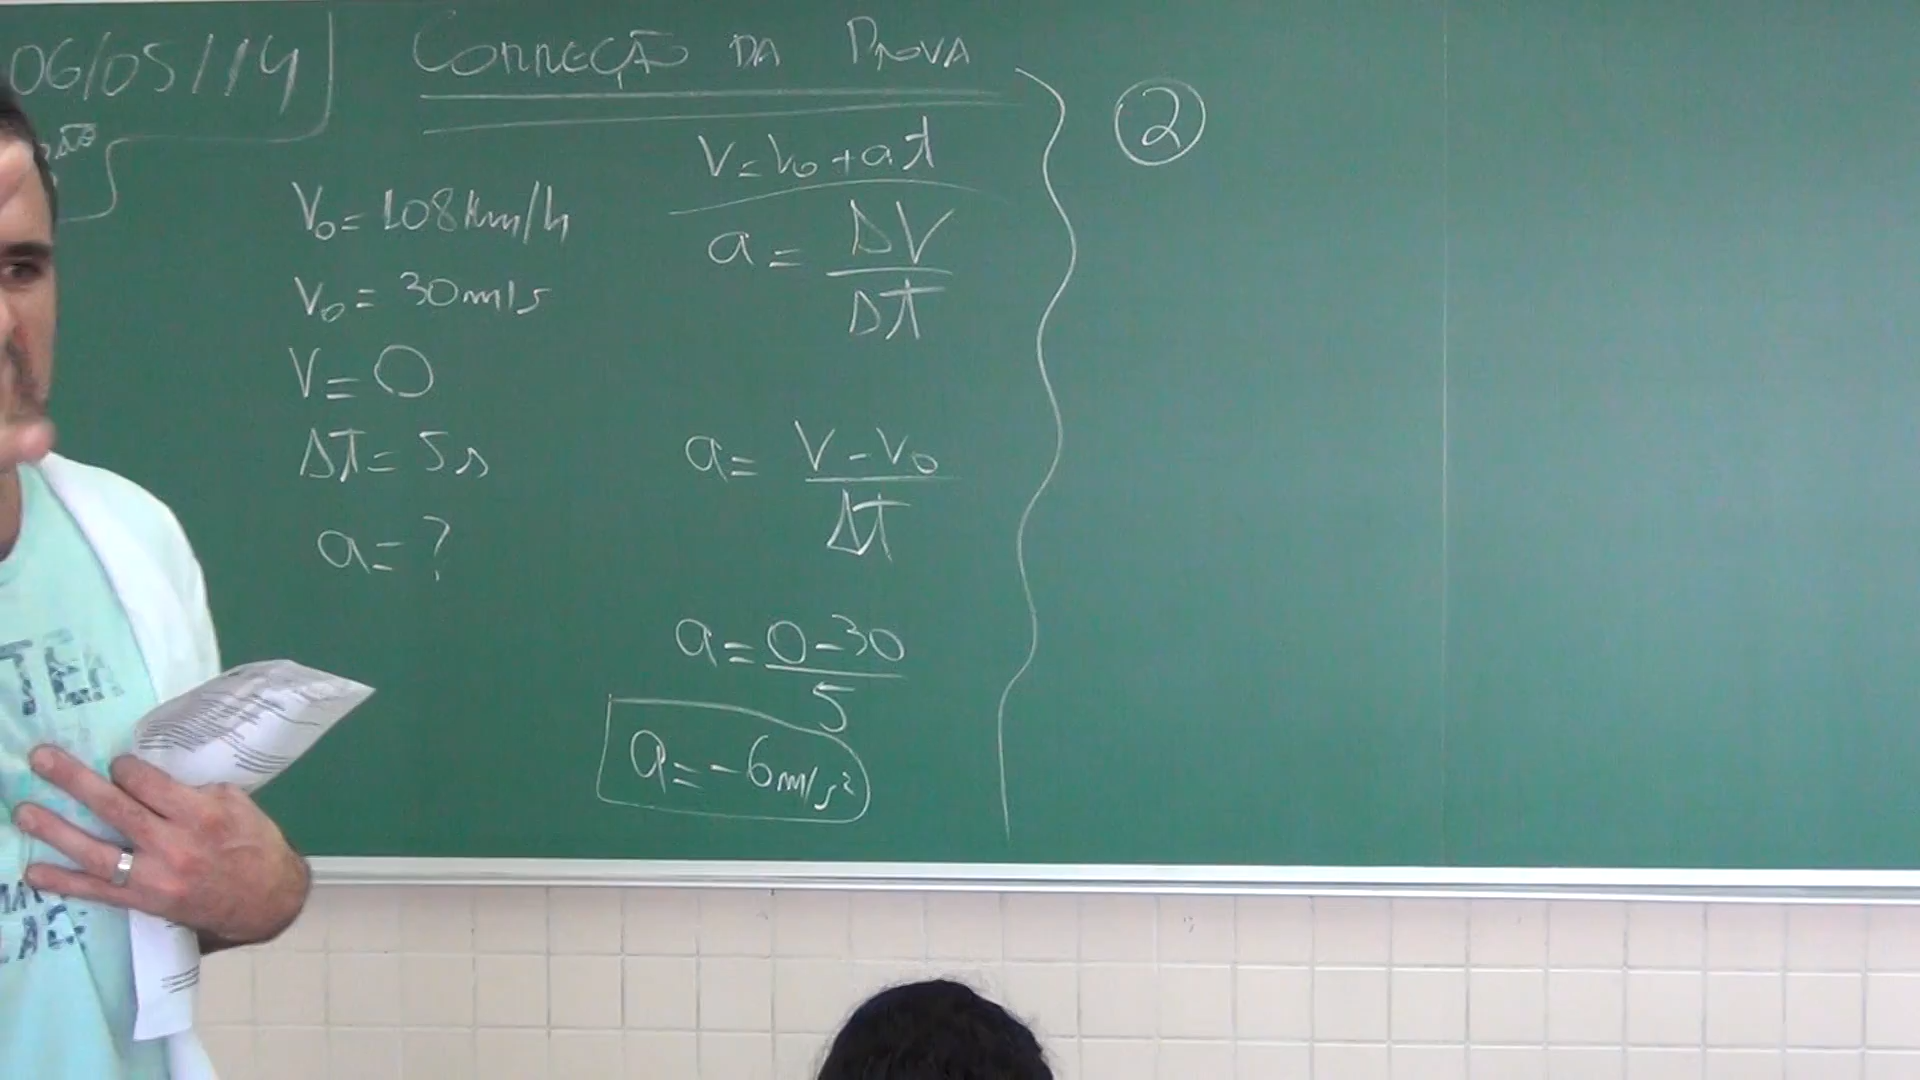 06/05/14
CORREÇÃO DA PROVA
V₀ = 108 Km/h
V₀ = 30 m/s
V = 0
Δt = 5 s
a = ?
V = V₀ + a t
a = ΔV
Δt
a = V - V₀
Δt
a = 0 - 30
5
a = -6 m/s²
2